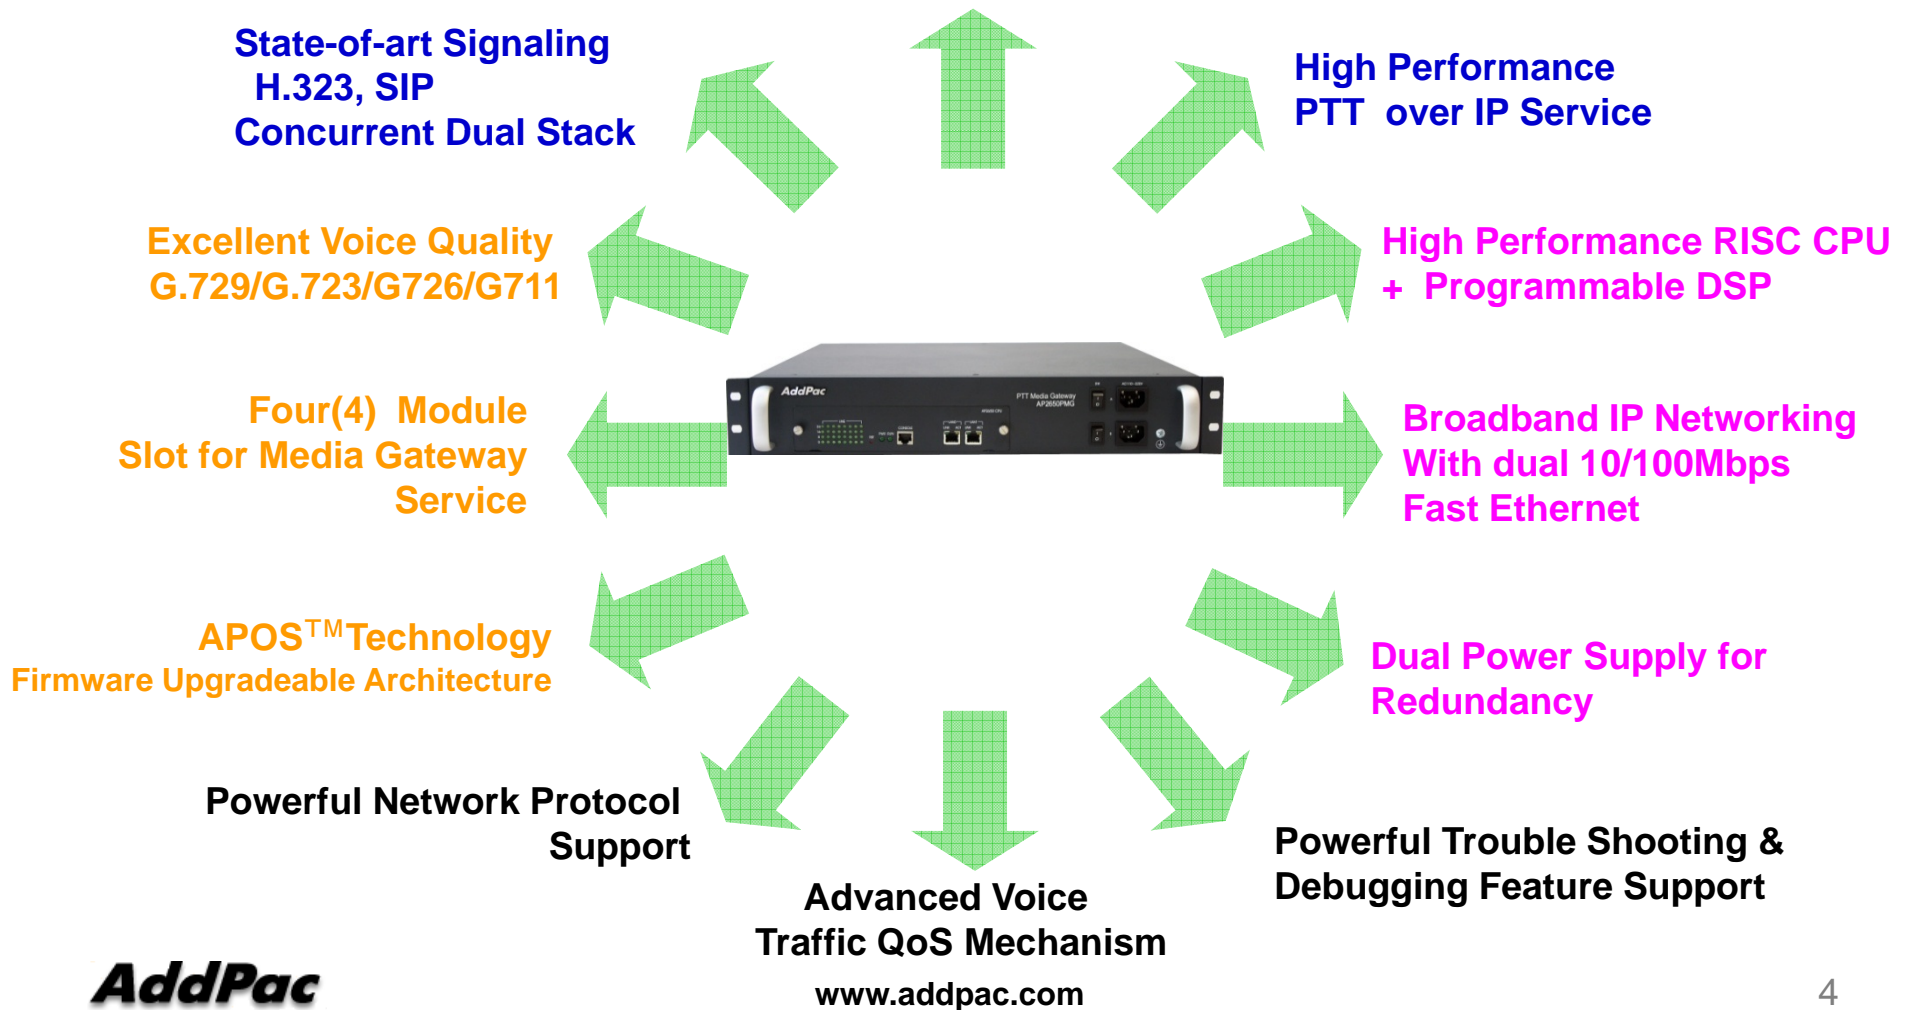 State-of-art Signaling
H.323, SIP
Concurrent Dual Stack
High Performance
PTT over IP Service
Excellent Voice Quality
G.729/G.723/G726/G711
High Performance RISC CPU
+ Programmable DSP
AddPac
PTT Media Gateway
AP2650PMG
Four(4) Module
Slot for Media Gateway
Service
Broadband IP Networking
With dual 10/100Mbps
Fast Ethernet
APOS™Technology
Firmware Upgradeable Architecture
Dual Power Supply for
Redundancy
Powerful Network Protocol
Support
Advanced Voice
Traffic QoS Mechanism
Powerful Trouble Shooting &
Debugging Feature Support
AddPac
www.addpac.com
4